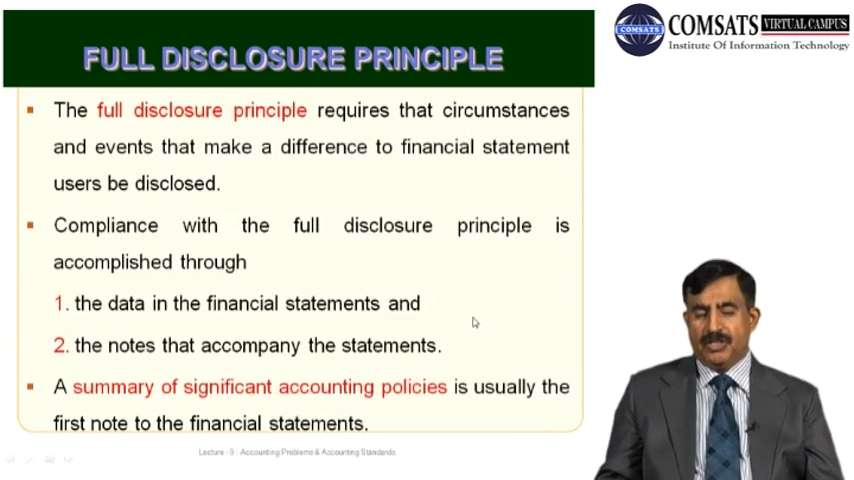 FULL DISCLOSURE PRINCIPLE
COMSATS
COMSATS VIRTUAL CAMPUS
Institute Of Information Technology
The full disclosure principle requires that circumstances
and events that make a difference to financial statement
users be disclosed.
Compliance with the full disclosure principle is
accomplished through
1. the data in the financial statements and
2. the notes that accompany the statements.
A summary of significant accounting policies is usually the
first note to the financial statements.
Lecture - 9 : Accounting Problems & Accounting Standards